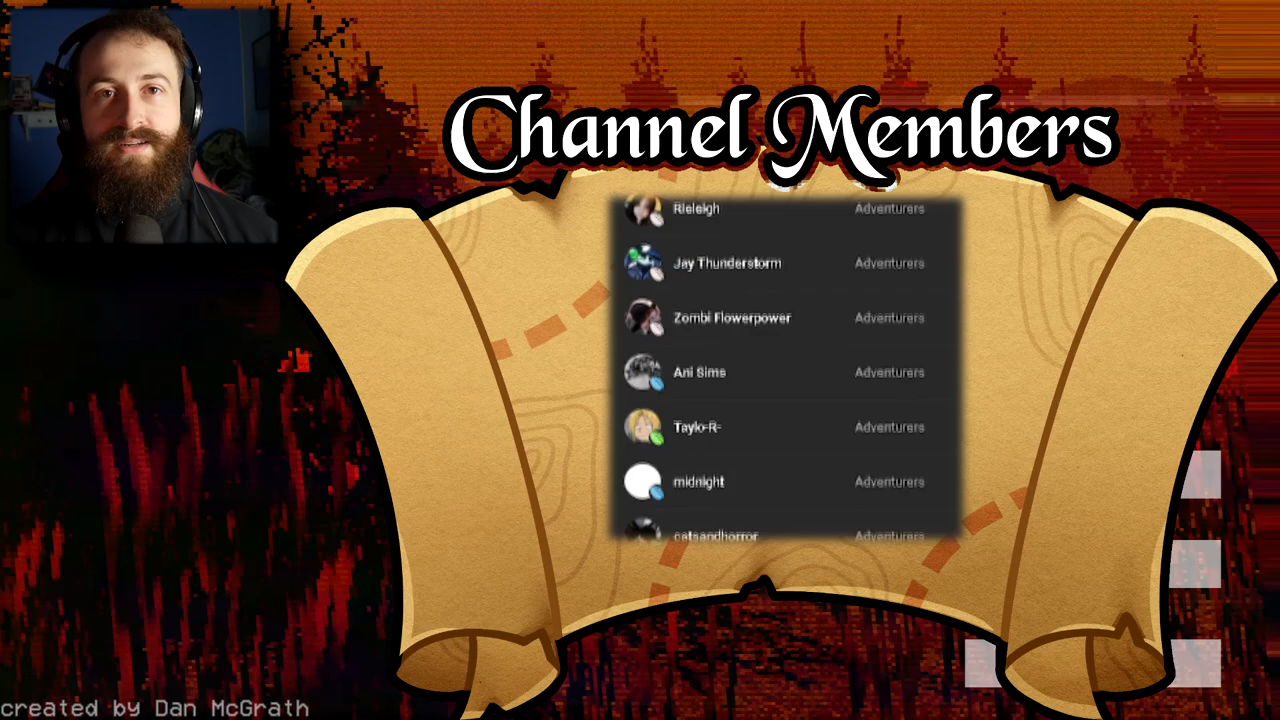 Channel Members
Rieleigh Adventurers
Jay Thunderstorm Adventurers
Zombi Flowerpower Adventurers
Ani Sims Adventurers
Taylo-R- Adventurers
midnight Adventurers
catsandhorror Adventurers
created by Dan McGrath